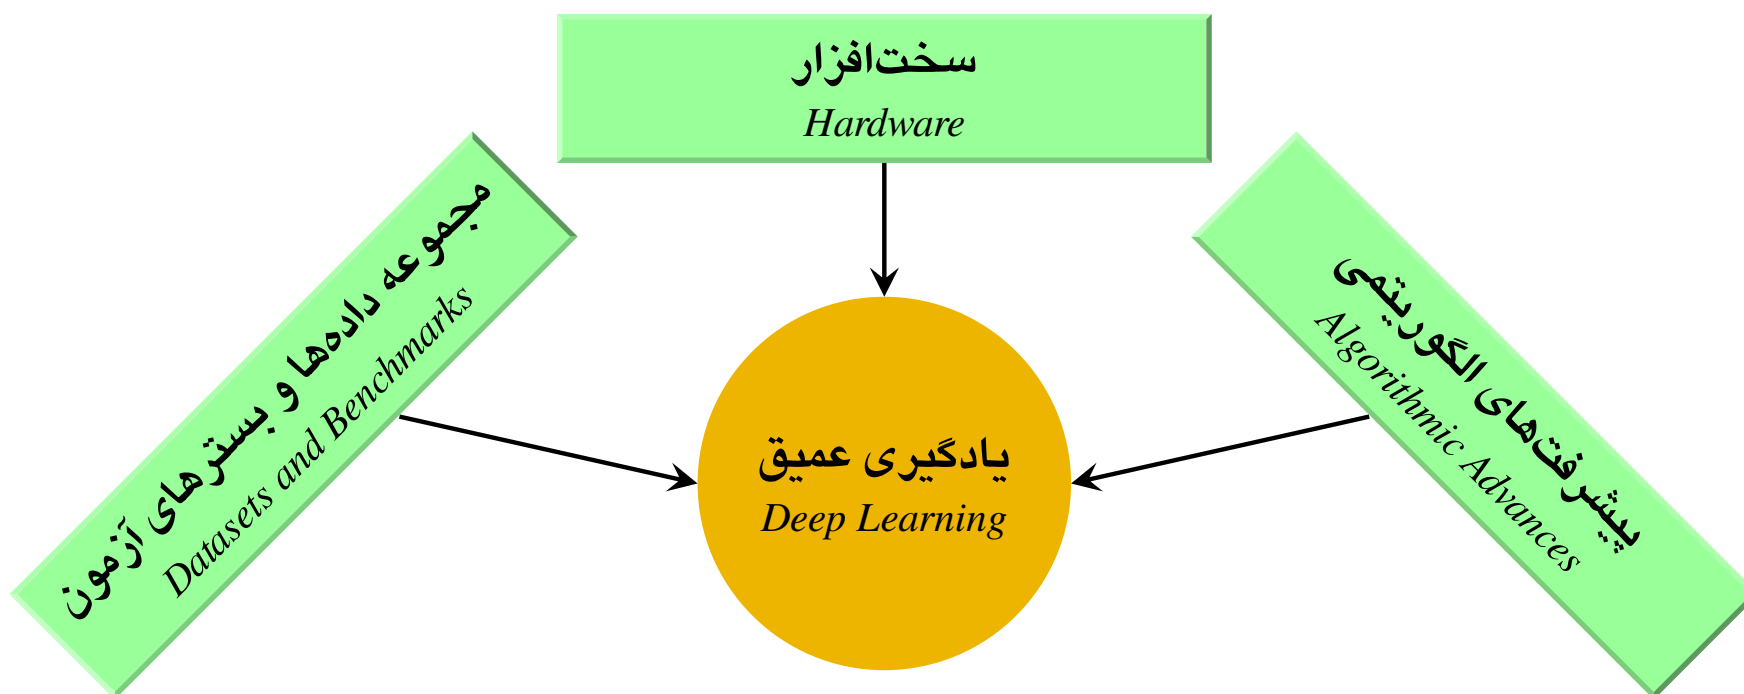 سخت‌افزار
Hardware
مجموعه داده‌ها و بسترهای آزمون
Datasets and Benchmarks
پیشرفت‌های الگوریتمی
Algorithmic Advances
یادگیری عمیق
Deep Learning